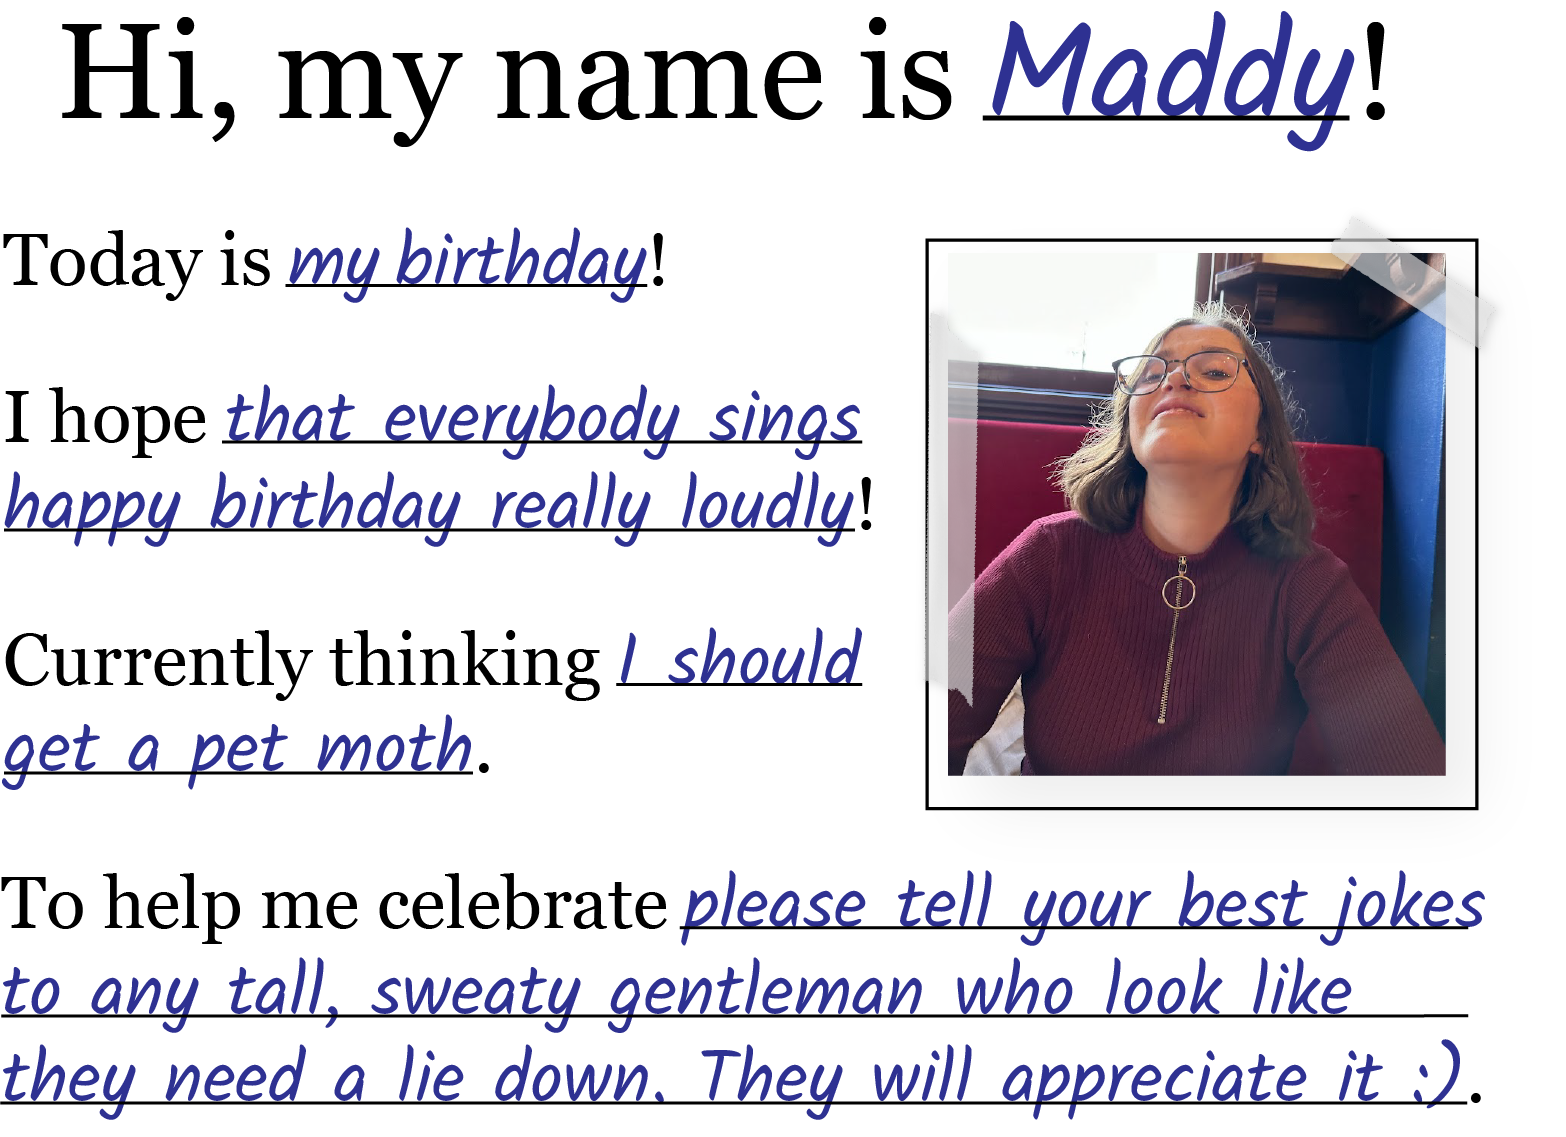 Hi, my name is Maddy!
Today is my birthday!
I hope that everybody sings
happy birthday really loudly!
Currently thinking I should
get a pet moth.
To help me celebrate please tell your best jokes
to any tall, sweaty gentleman who look like
they need a lie down. They will appreciate it :).